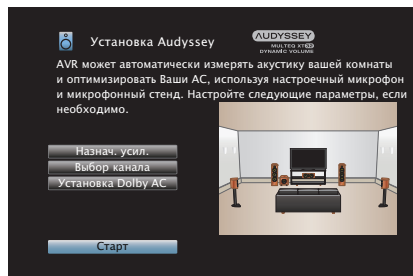 Установка Audyssey
AUDYSSEY
MULTEQ XT32
DYNAMIC VOLUME
AVR может автоматически измерять акустику вашей комнаты
и оптимизировать Ваши АС, используя настроечный микрофон
и микрофонный стенд. Настройте следующие параметры, если
необходимо.
Назнач. усил.
Выбор канала
Установка Dolby АС
Старт